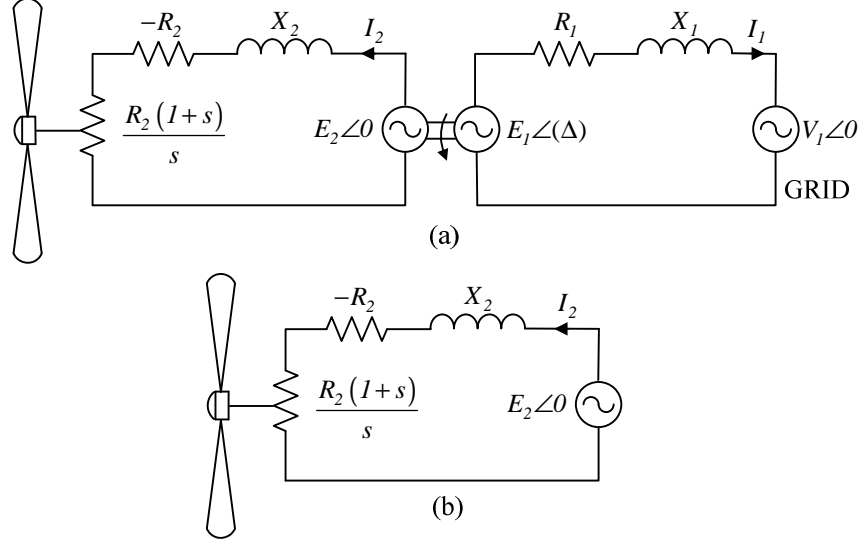 −R₂ X₂ I₂ R₁ X₁ I₁
R₂(1+s)/s E₂∠0 E₁∠(Δ) V₁∠0
GRID
(a)
−R₂ X₂ I₂
R₂(1+s)/s E₂∠0
(b)